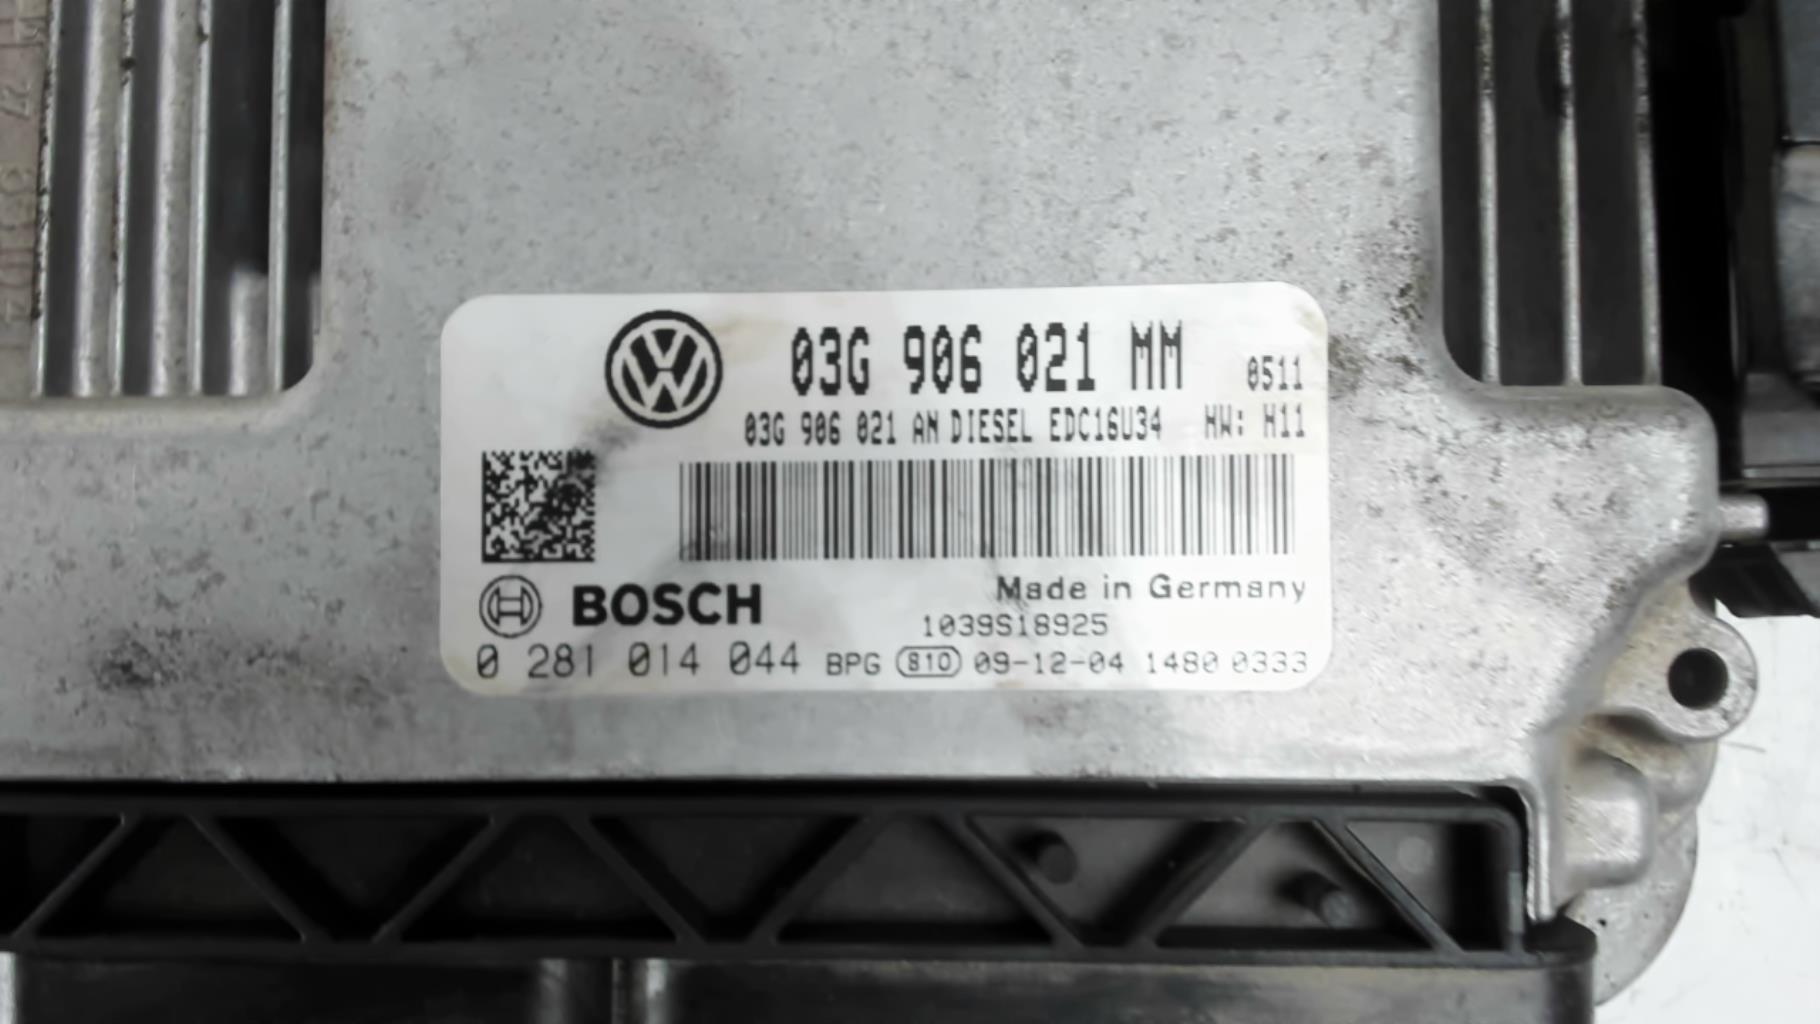 03G 906 021 MM 0511
03G 906 021 AN DIESEL EDC16U34 HW: H11
BOSCH
Made in Germany
1039S18925
0 281 014 044 BPG 810 09-12-04 1480 0333